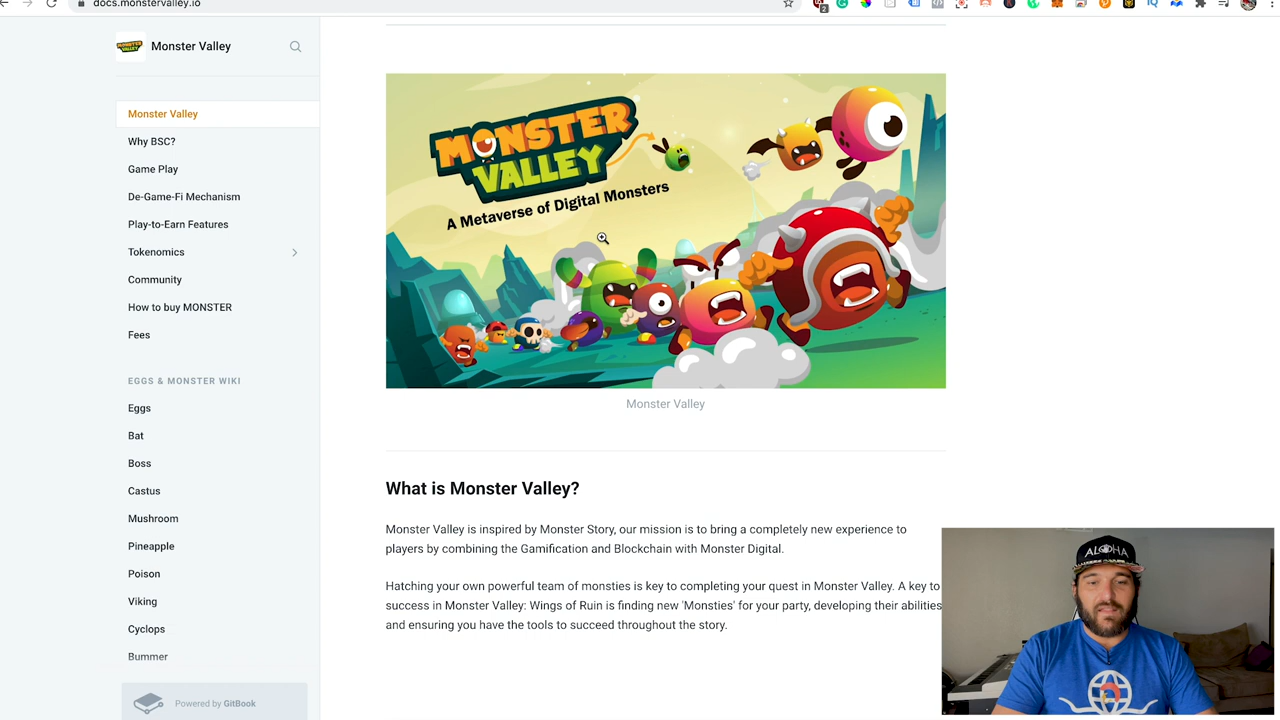 docs.monstervalley.io
2
MONSTER VALLEY
Monster Valley
Monster Valley
Why BSC?
Game Play
De-Game-Fi Mechanism
Play-to-Earn Features
Tokenomics
Community
How to buy MONSTER
Fees
EGGS & MONSTER WIKI
Eggs
Bat
Boss
Castus
Mushroom
Pineapple
Poison
Viking
Cyclops
Bummer
Powered by GitBook
MONSTER
VALLEY
A Metaverse of Digital Monsters
Monster Valley
What is Monster Valley?
Monster Valley is inspired by Monster Story, our mission is to bring a completely new experience to
players by combining the Gamification and Blockchain with Monster Digital.
Hatching your own powerful team of monsties is key to completing your quest in Monster Valley. A key to
success in Monster Valley: Wings of Ruin is finding new 'Monsties' for your party, developing their abilities
and ensuring you have the tools to succeed throughout the story.
ALOHA